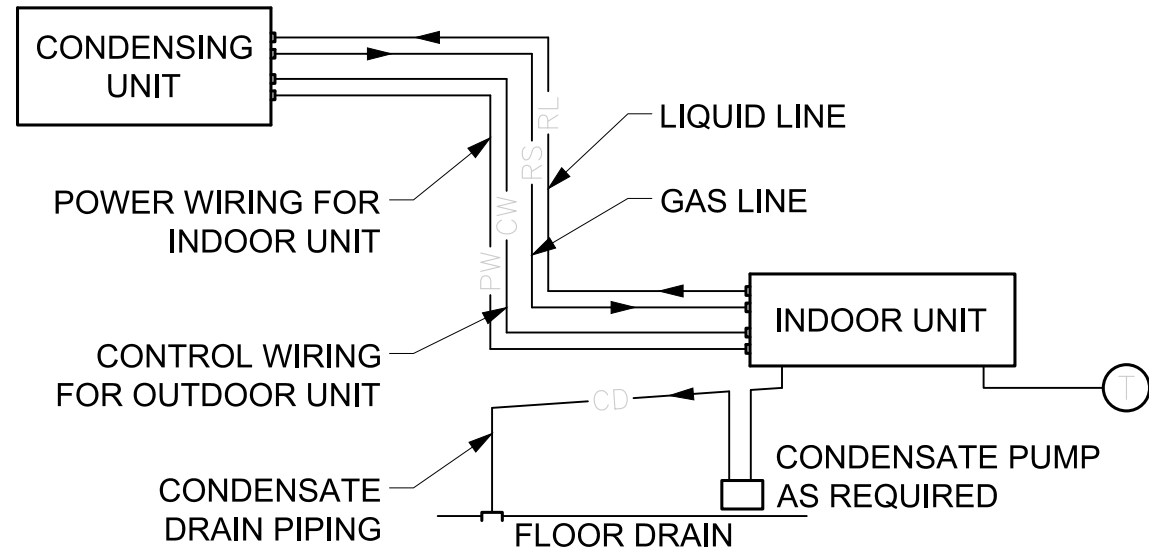 CONDENSING
UNIT
RL
LIQUID LINE
RS
GAS LINE
POWER WIRING FOR
INDOOR UNIT
CW
PW
INDOOR UNIT
CONTROL WIRING
FOR OUTDOOR UNIT
T
CD
CONDENSATE PUMP
AS REQUIRED
CONDENSATE
DRAIN PIPING
FLOOR DRAIN